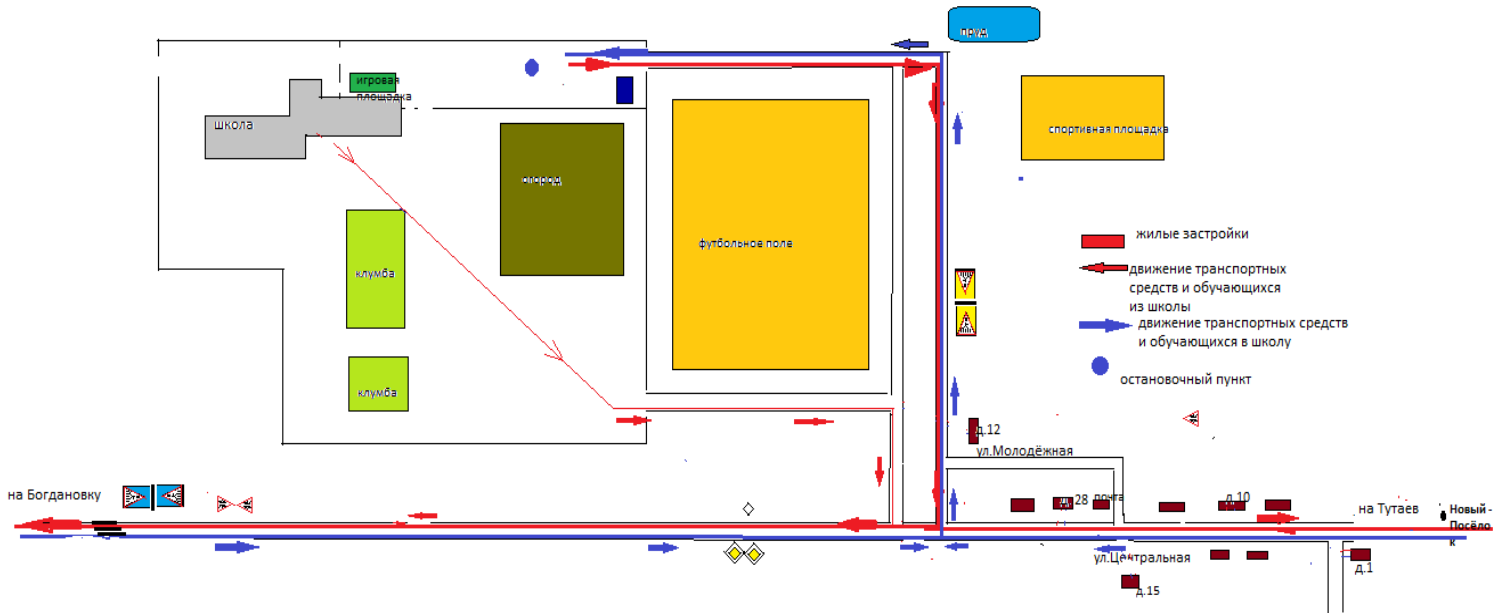 пруд
игровая
площадка
школа
спортивная площадка
огород
футбольное поле
клумба
клумба
жилые застройки
движение транспортных
средств и обучающихся
из школы
движение транспортных средств
и обучающихся в школу
остановочный пункт
д.12
ул.Молодёжная
на Богдановку
д.28
почта
д.10
на Тутаев
Новый-
Посёло
к
ул.Центральная
д.1
д.15